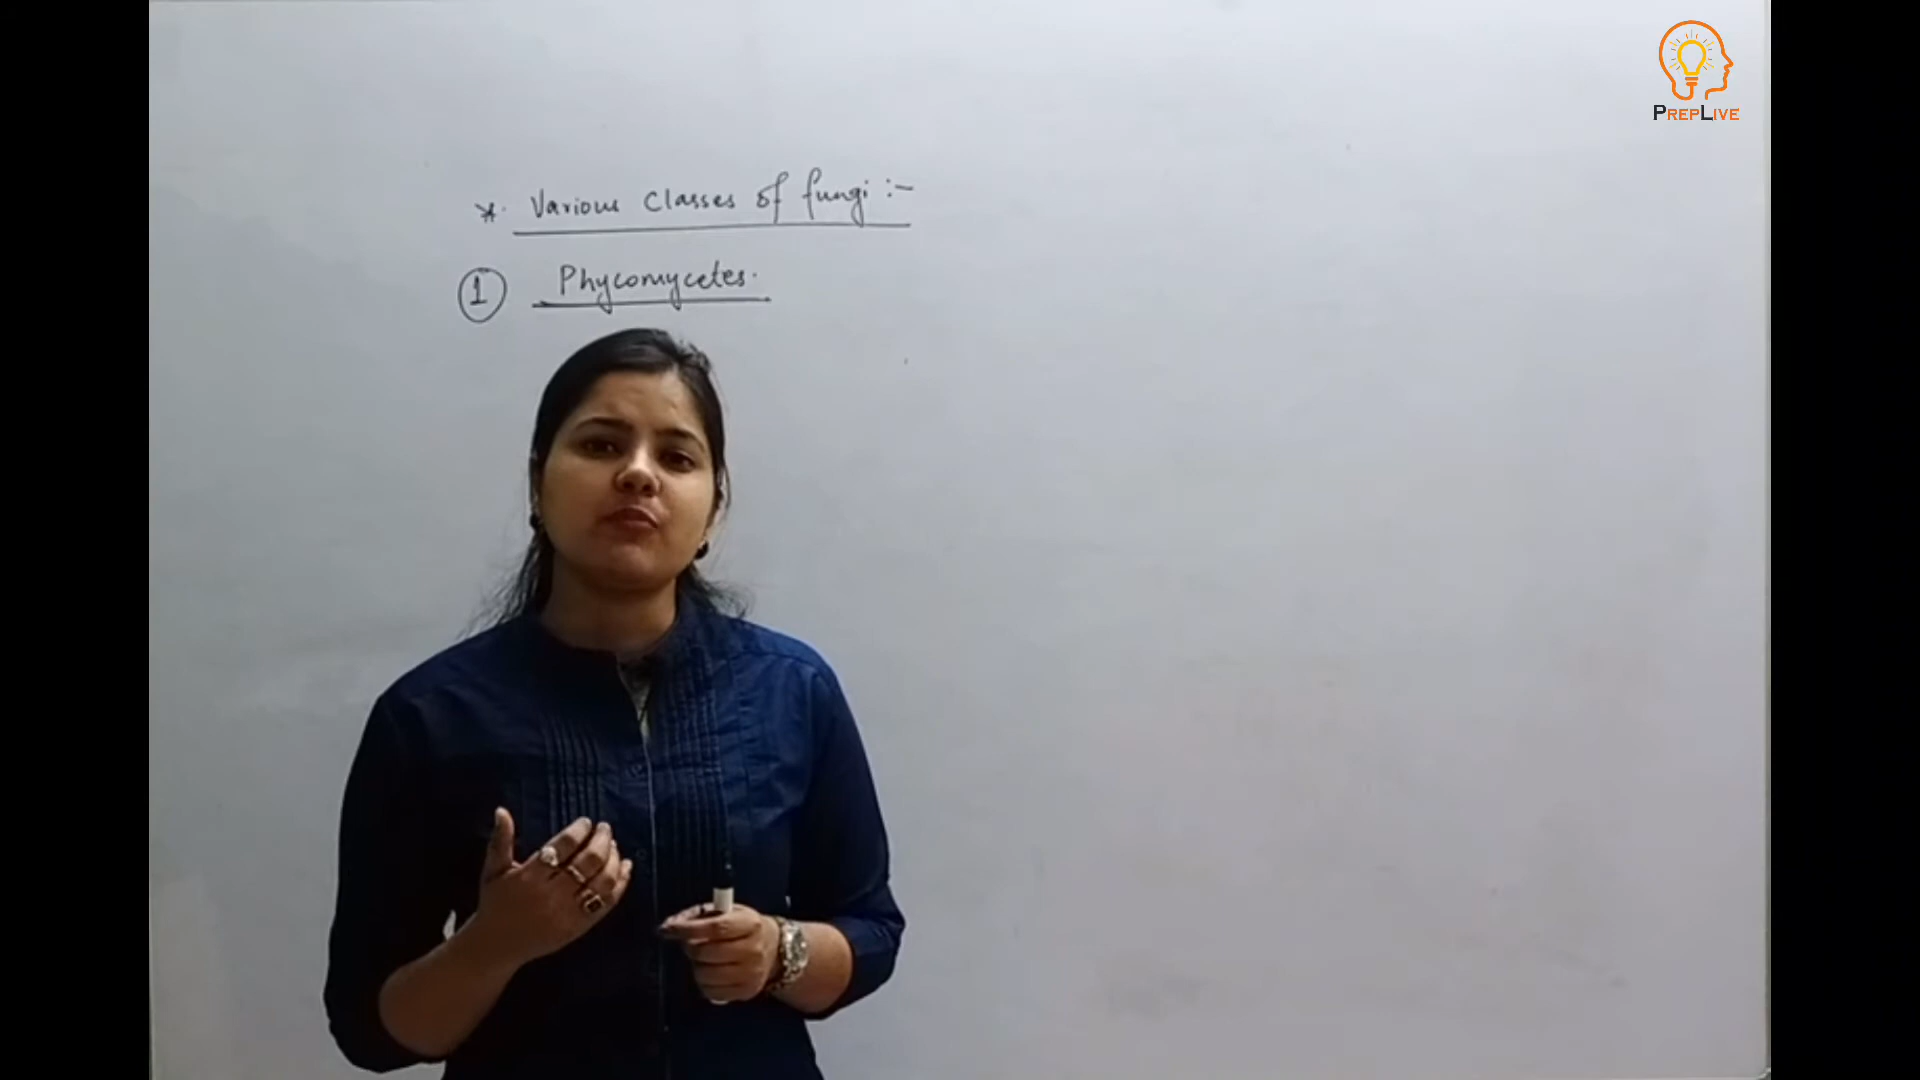 PREPLIVE
*. Various Classes of fungi :-
1 Phycomycetes.